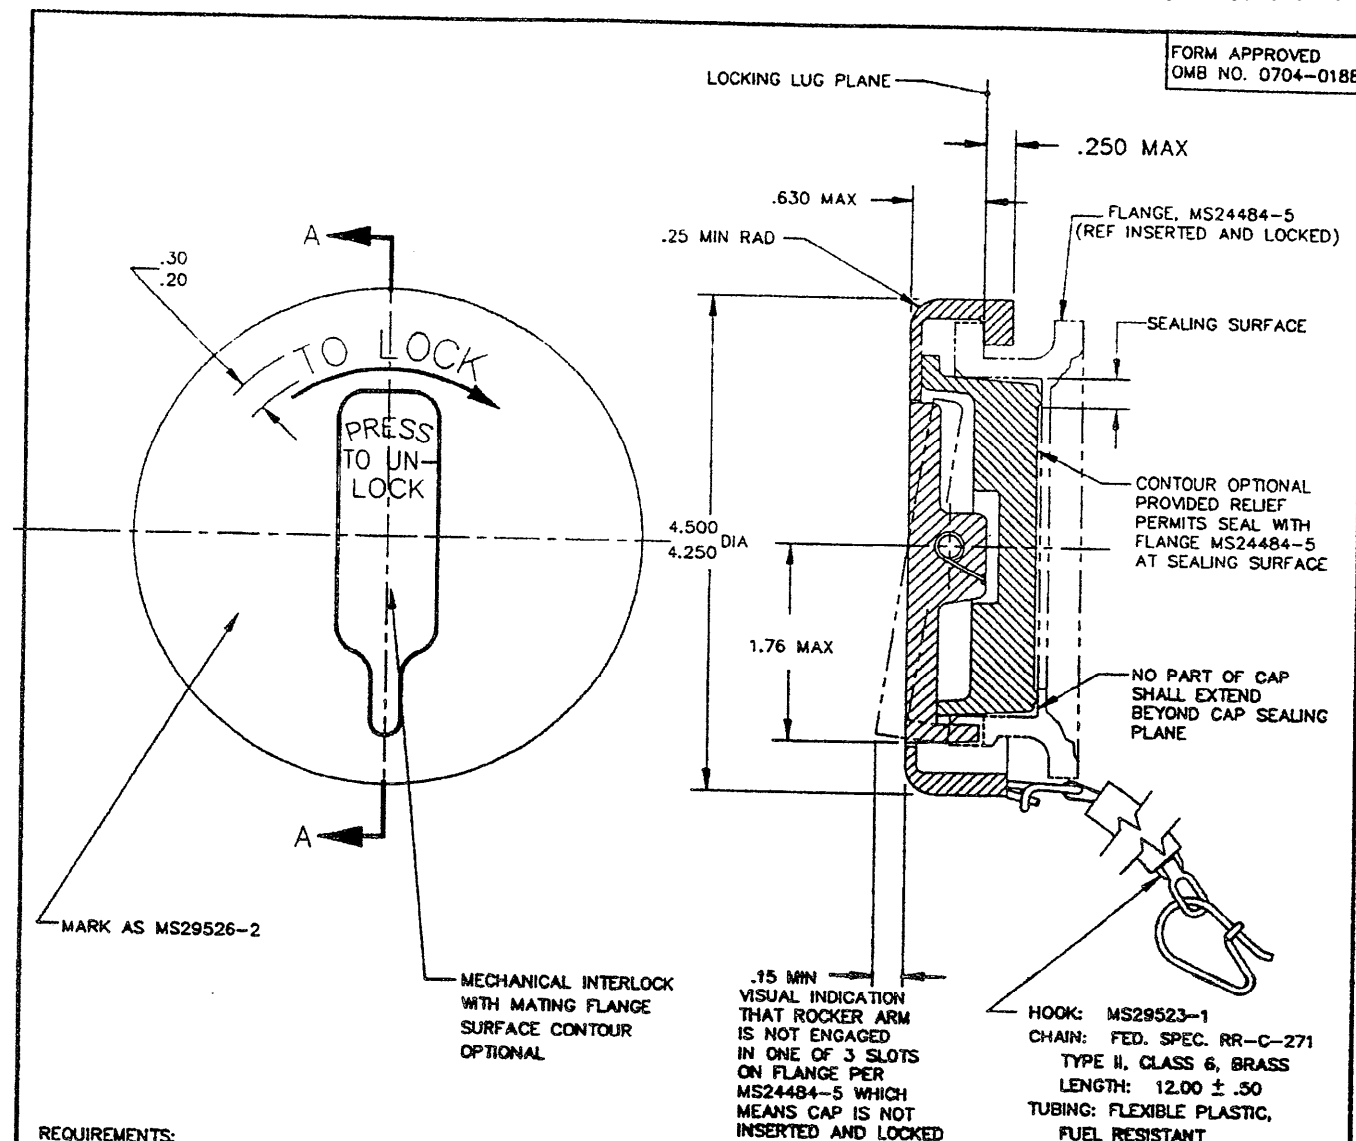 FORM APPROVED
OMB NO. 0704-0188
LOCKING LUG PLANE
.250 MAX
.630 MAX
FLANGE, MS24484-5
(REF INSERTED AND LOCKED)
.25 MIN RAD
A
.30
.20
SEALING SURFACE
TO LOCK
PRESS
TO UN-
LOCK
CONTOUR OPTIONAL
PROVIDED RELIEF
PERMITS SEAL WITH
FLANGE MS24484-5
AT SEALING SURFACE
4.500
4.250 DIA
1.76 MAX
NO PART OF CAP
SHALL EXTEND
BEYOND CAP SEALING
PLANE
A
MARK AS MS29526-2
MECHANICAL INTERLOCK
WITH MATING FLANGE
SURFACE CONTOUR
OPTIONAL
.15 MIN
VISUAL INDICATION
THAT ROCKER ARM
IS NOT ENGAGED
IN ONE OF 3 SLOTS
ON FLANGE PER
MS24484-5 WHICH
MEANS CAP IS NOT
INSERTED AND LOCKED
HOOK: MS29523-1
CHAIN: FED. SPEC. RR-C-271
TYPE II, CLASS 6, BRASS
LENGTH: 12.00 ± .50
TUBING: FLEXIBLE PLASTIC,
FUEL RESISTANT
REQUIREMENTS: